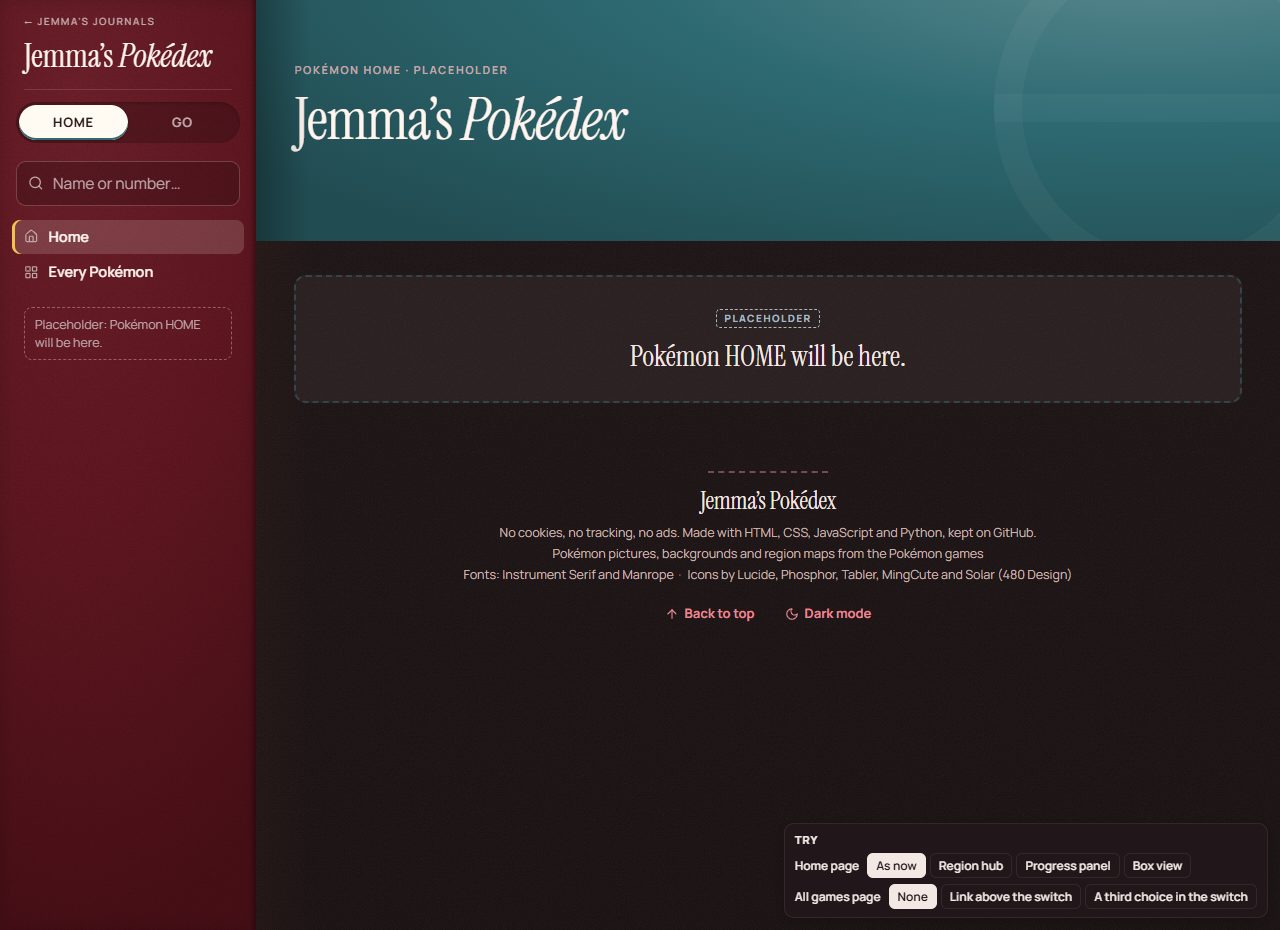 ← JEMMA'S JOURNALS
Jemma’s Pokédex
HOME GO
Name or number...
Home
Every Pokémon
Placeholder: Pokémon HOME
will be here.
POKÉMON HOME · PLACEHOLDER
Jemma’s Pokédex
PLACEHOLDER
Pokémon HOME will be here.
Jemma’s Pokédex
No cookies, no tracking, no ads. Made with HTML, CSS, JavaScript and Python, kept on GitHub.
Pokémon pictures, backgrounds and region maps from the Pokémon games
Fonts: Instrument Serif and Manrope · Icons by Lucide, Phosphor, Tabler, MingCute and Solar (480 Design)
Back to top Dark mode
TRY
Home page As now Region hub Progress panel Box view
All games page None Link above the switch A third choice in the switch